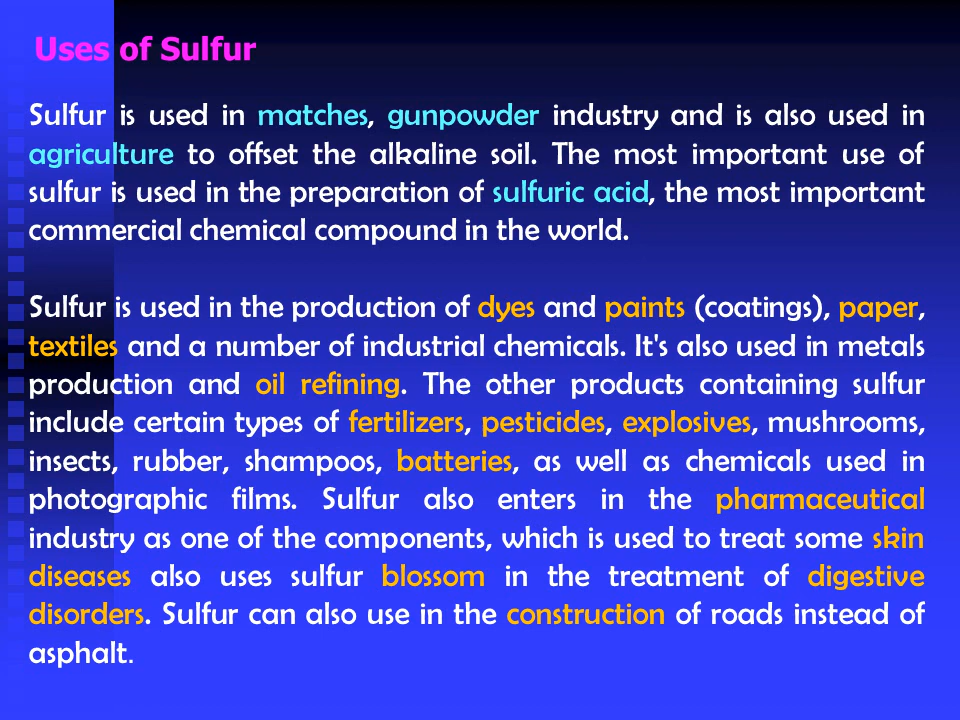 Uses of Sulfur
Sulfur is used in matches, gunpowder industry and is also used in
agriculture to offset the alkaline soil. The most important use of
sulfur is used in the preparation of sulfuric acid, the most important
commercial chemical compound in the world.
Sulfur is used in the production of dyes and paints (coatings), paper,
textiles and a number of industrial chemicals. It's also used in metals
production and oil refining. The other products containing sulfur
include certain types of fertilizers, pesticides, explosives, mushrooms,
insects, rubber, shampoos, batteries, as well as chemicals used in
photographic films. Sulfur also enters in the pharmaceutical
industry as one of the components, which is used to treat some skin
diseases also uses sulfur blossom in the treatment of digestive
disorders. Sulfur can also use in the construction of roads instead of
asphalt.